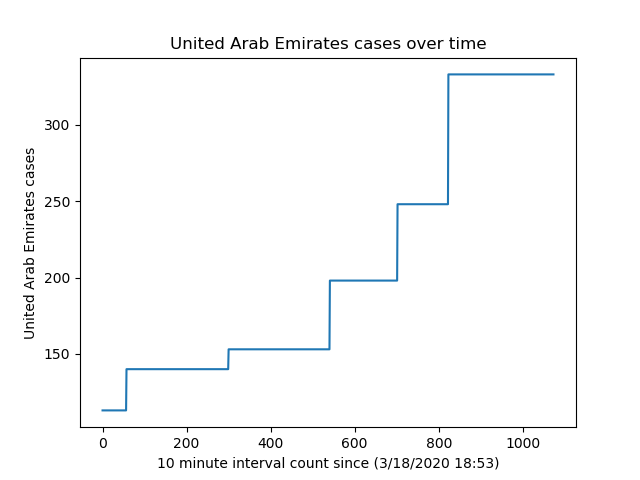 United Arab Emirates cases over time
300
250
200
150
United Arab Emirates cases
0 200 400 600 800 1000
10 minute interval count since (3/18/2020 18:53)